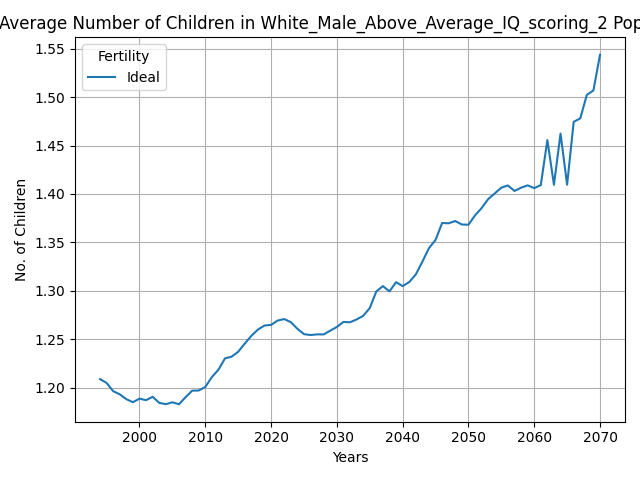 Average Number of Children in White_Male_Above_Average_IQ_scoring_2 Pop
1.55
1.50
1.45
1.40
1.35
1.30
1.25
1.20
No. of Children
Fertility
Ideal
2000 2010 2020 2030 2040 2050 2060 2070
Years